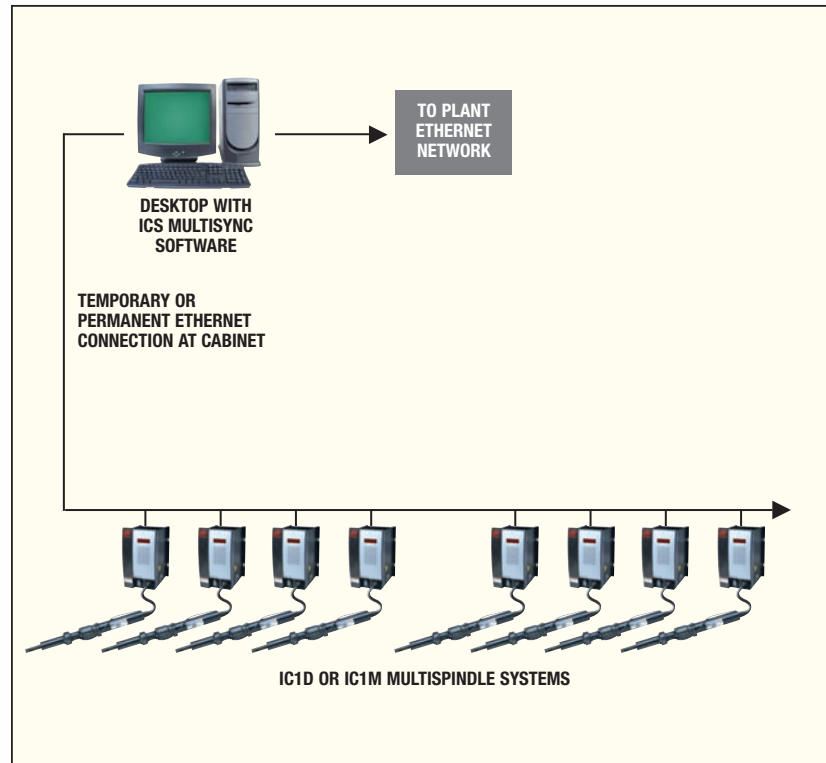 TO PLANT
ETHERNET
NETWORK
DESKTOP WITH
ICS MULTISYNC
SOFTWARE
TEMPORARY OR
PERMANENT ETHERNET
CONNECTION AT CABINET
IC1D OR IC1M MULTISPINDLE SYSTEMS